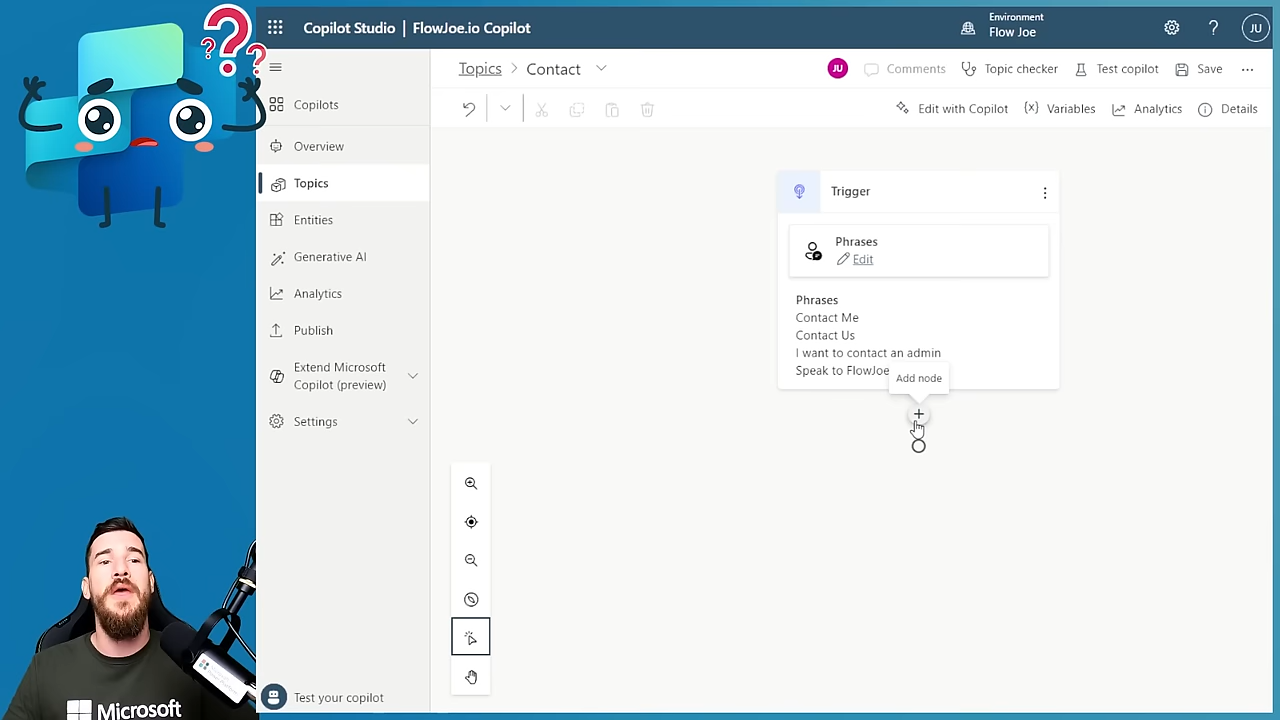 Copilot Studio | FlowJoe.io Copilot
Environment
Flow Joe
JU
Topics > Contact
JU
Comments
Topic checker
Test copilot
Save
Edit with Copilot
Variables
Analytics
Details
Copilots
Overview
Topics
Entities
Generative AI
Analytics
Publish
Extend Microsoft
Copilot (preview)
Settings
Test your copilot
Trigger
Phrases
Edit
Phrases
Contact Me
Contact Us
I want to contact an admin
Speak to FlowJoe
Add node
Microsoft